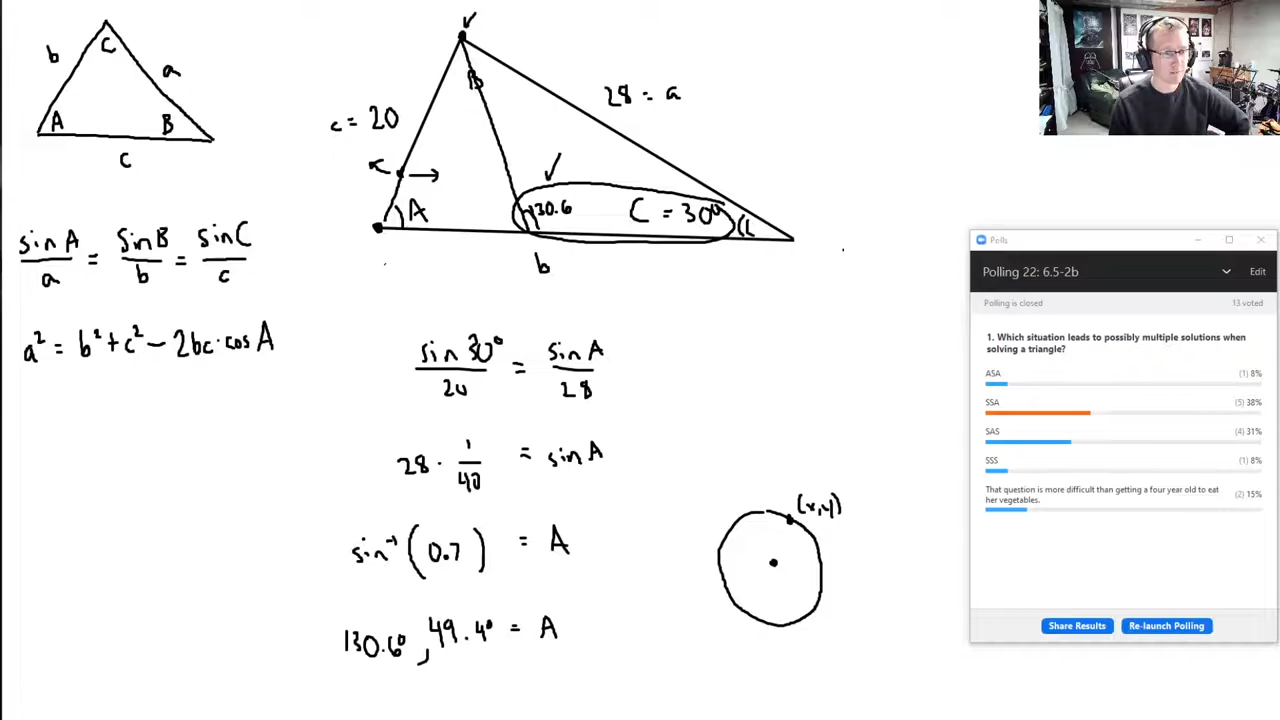 b
C
a
A
B
c
sin A / a = sin B / b = sin C / c
a² = b² + c² − 2bc·cos A
B
c = 20
28 = a
A
130.6
C = 30°
b
sin 30° / 20 = sin A / 28
28 · 1/40 = sin A
sin⁻¹(0.7) = A
130.6°, 49.4° = A
(x,y)
Polls
Polling 22: 6.5-2b
Edit
Polling is closed
13 voted
1. Which situation leads to possibly multiple solutions when
solving a triangle?
ASA (1) 8%
SSA (5) 38%
SAS (4) 31%
SSS (1) 8%
That question is more difficult than getting a four year old to eat (2) 15%
her vegetables.
Share Results
Re-launch Polling